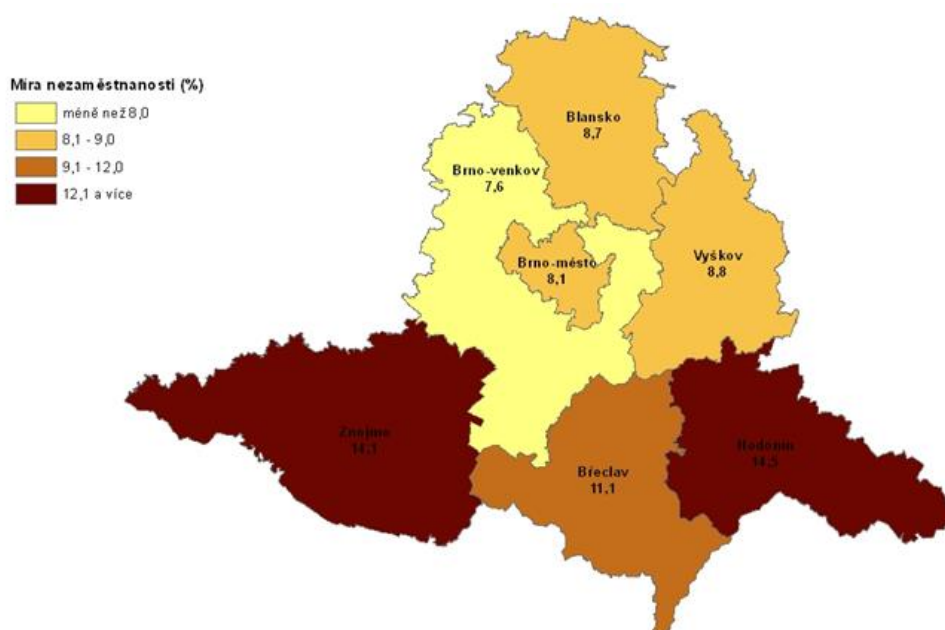 Míra nezaměstnanosti (%)
méně než 8,0
8,1 - 9,0
9,1 - 12,0
12,1 a více
Blansko
8,7
Brno-venkov
7,6
Brno-město
8,1
Vyškov
8,8
Znojmo
14,1
Hodonín
14,5
Břeclav
11,1